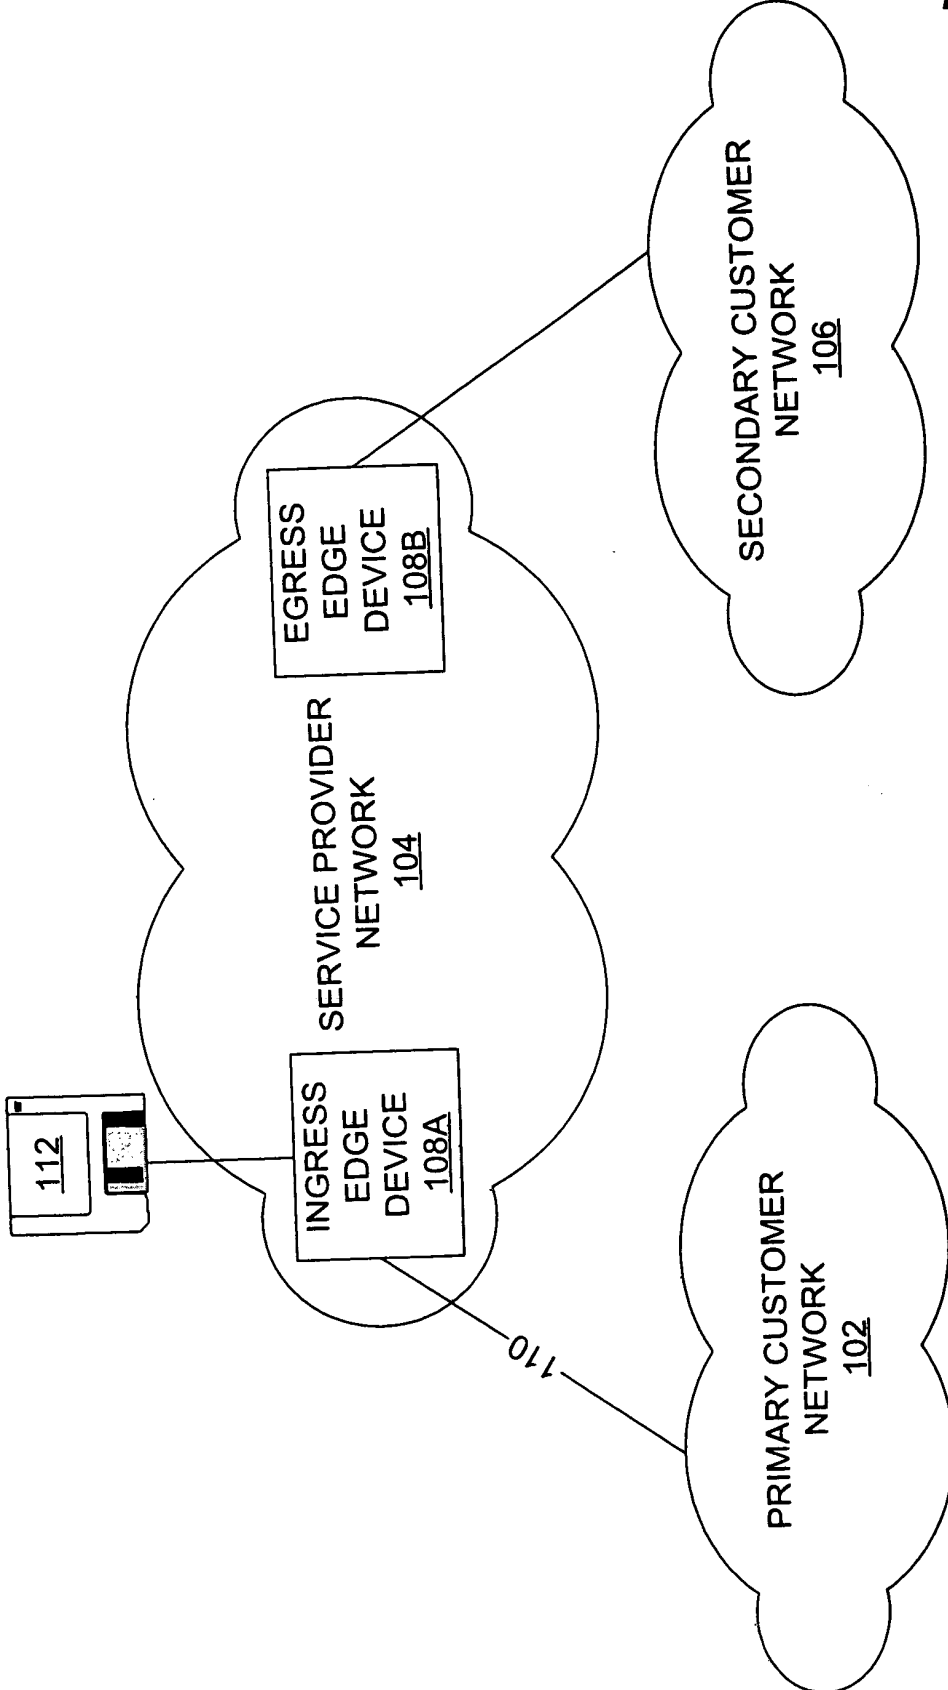 112
INGRESS
EDGE
DEVICE
108A
SERVICE PROVIDER
NETWORK
104
EGRESS
EDGE
DEVICE
108B
110
PRIMARY CUSTOMER
NETWORK
102
SECONDARY CUSTOMER
NETWORK
106